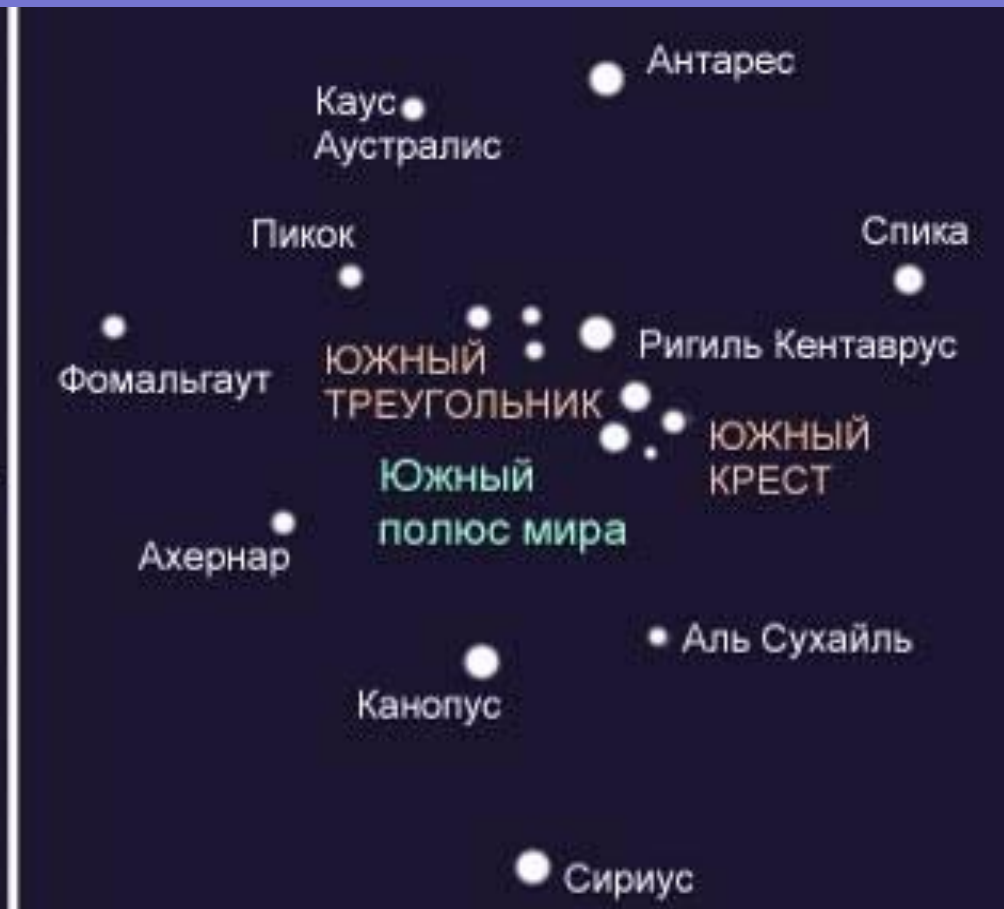 Антарес
Каус
Аустралис
Пикок
Спика
Ригиль Кентаврус
Фомальгаут
ЮЖНЫЙ
ТРЕУГОЛЬНИК
ЮЖНЫЙ
КРЕСТ
Южный
полюс мира
Ахернар
Аль Сухайль
Канопус
Сириус